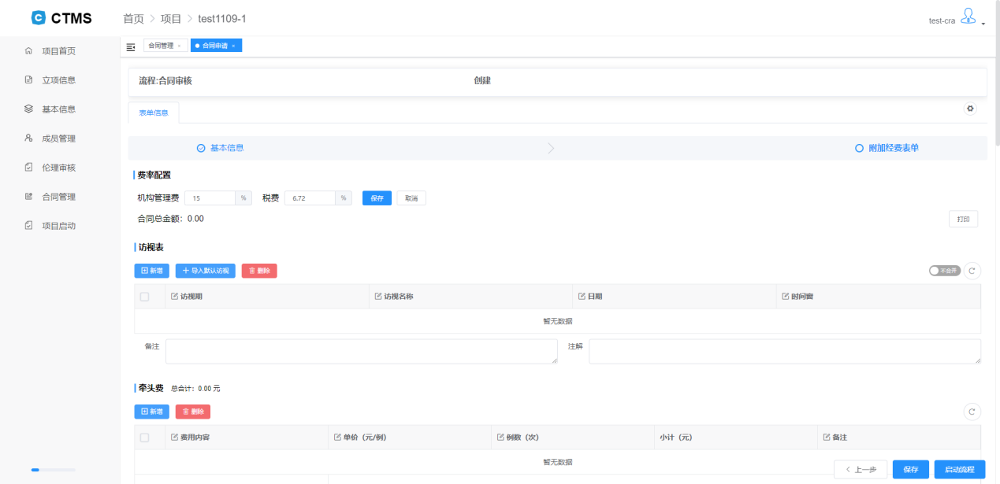 CTMS
首页 > 项目 > test1109-1
test-cra
项目首页
立项信息
基本信息
成员管理
伦理审核
合同管理
项目启动
合同管理 ×
合同申请 ×
流程:合同审核
创建
表单信息
基本信息
附加经费表单
费率配置
机构管理费 15 % 税费 6.72 % 保存 取消
合同总金额：0.00
打印
访视表
新增 导入默认访视 删除
不合并
访视期 访视名称 日期 时间窗
暂无数据
备注
注解
牵头费 总合计：0.00 元
新增 删除
费用内容 单价（元/例） 例数（次） 小计（元） 备注
暂无数据
上一步 保存 启动流程